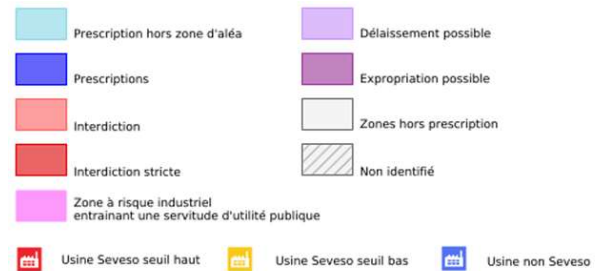 Prescription hors zone d'aléa
Délaissement possible
Prescriptions
Expropriation possible
Interdiction
Zones hors prescription
Interdiction stricte
Non identifié
Zone à risque industriel
entrainant une servitude d'utilité publique
Usine Seveso seuil haut
Usine Seveso seuil bas
Usine non Seveso